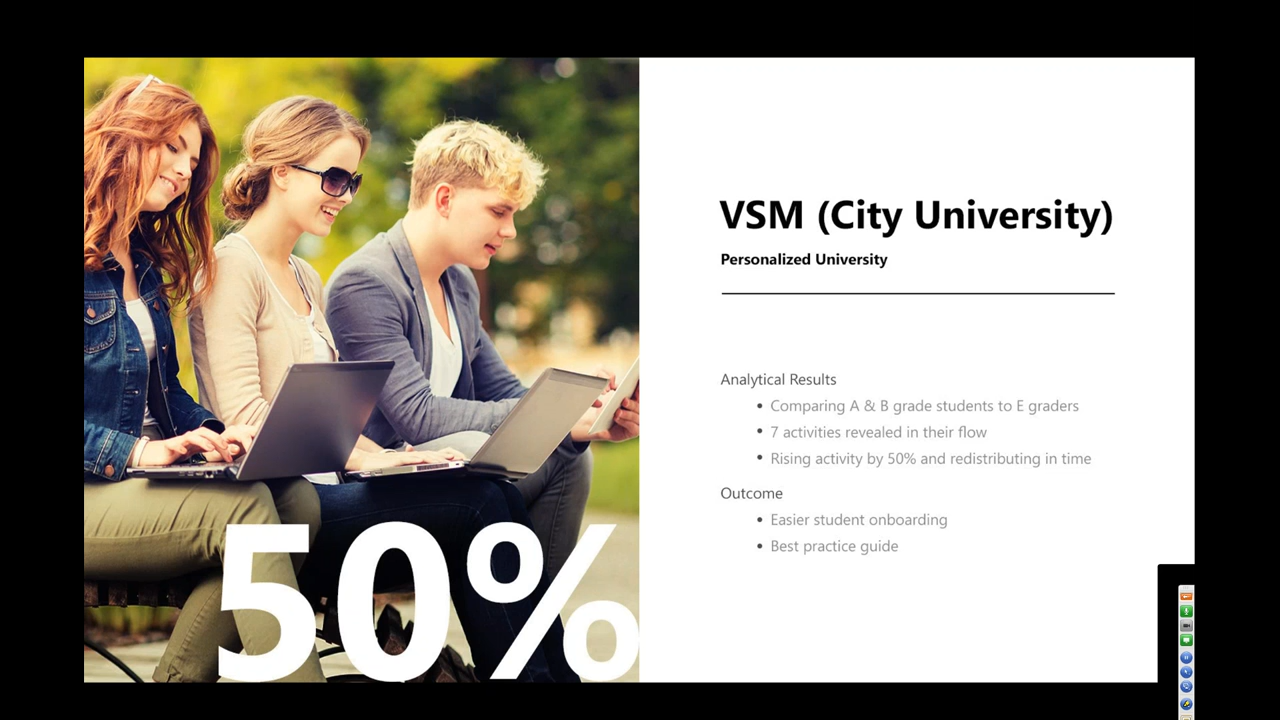 VSM (City University)
Personalized University
Analytical Results
• Comparing A & B grade students to E graders
• 7 activities revealed in their flow
• Rising activity by 50% and redistributing in time
Outcome
• Easier student onboarding
• Best practice guide
50%